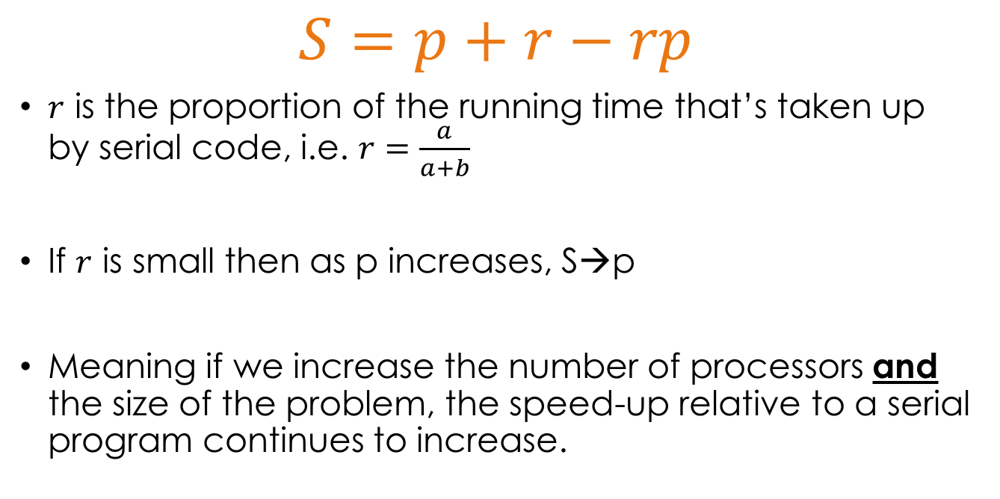 S = p + r − rp
• r is the proportion of the running time that’s taken up
by serial code, i.e. r = a/(a+b)
• If r is small then as p increases, S→p
• Meaning if we increase the number of processors and
the size of the problem, the speed-up relative to a serial
program continues to increase.